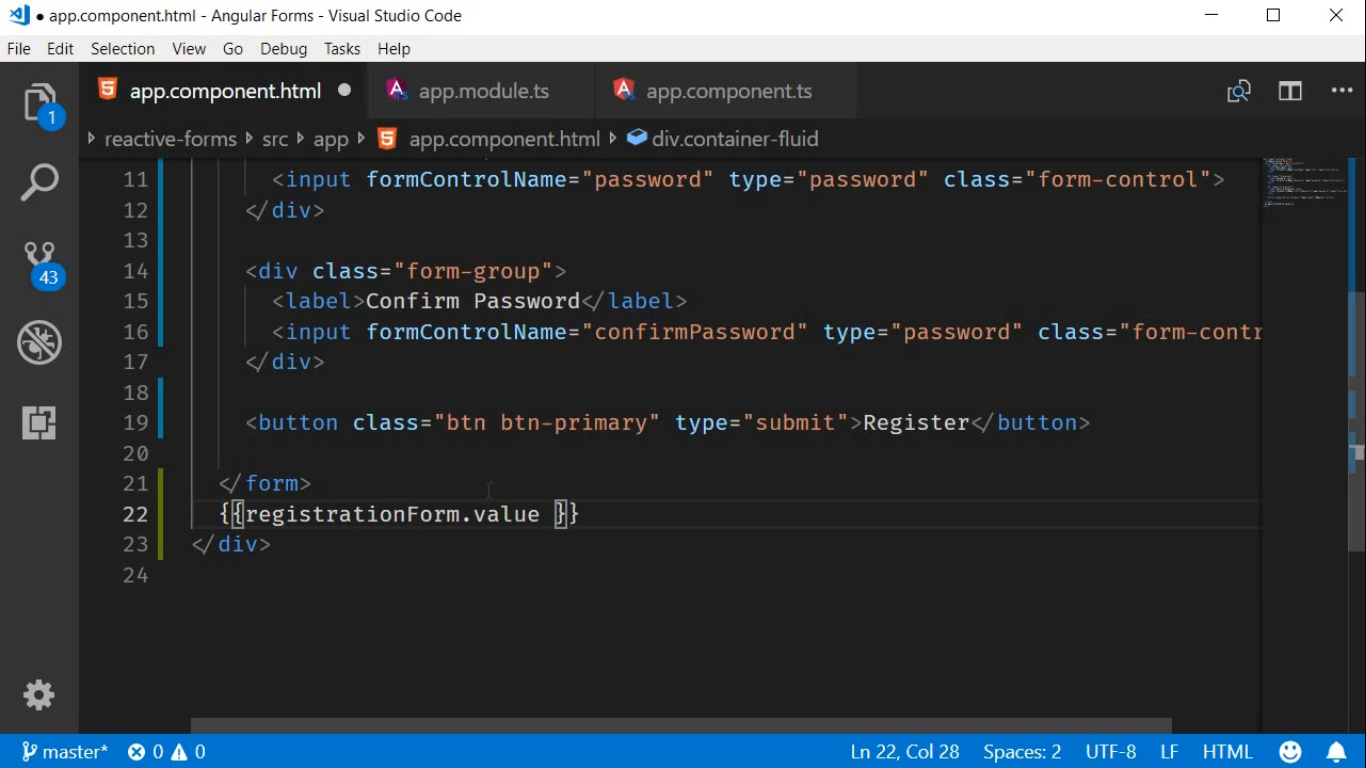 ● app.component.html - Angular Forms - Visual Studio Code
File Edit Selection View Go Debug Tasks Help
app.component.html ● app.module.ts app.component.ts
1
reactive-forms src app app.component.html div.container-fluid
11 <input formControlName="password" type="password" class="form-control">
12 </div>
13
14 <div class="form-group">
43
15 <label>Confirm Password</label>
16 <input formControlName="confirmPassword" type="password" class="form-contr
17 </div>
18
19 <button class="btn btn-primary" type="submit">Register</button>
20
21 </form>
22 {{registrationForm.value }}
23 </div>
24
master* 0 0 Ln 22, Col 28 Spaces: 2 UTF-8 LF HTML